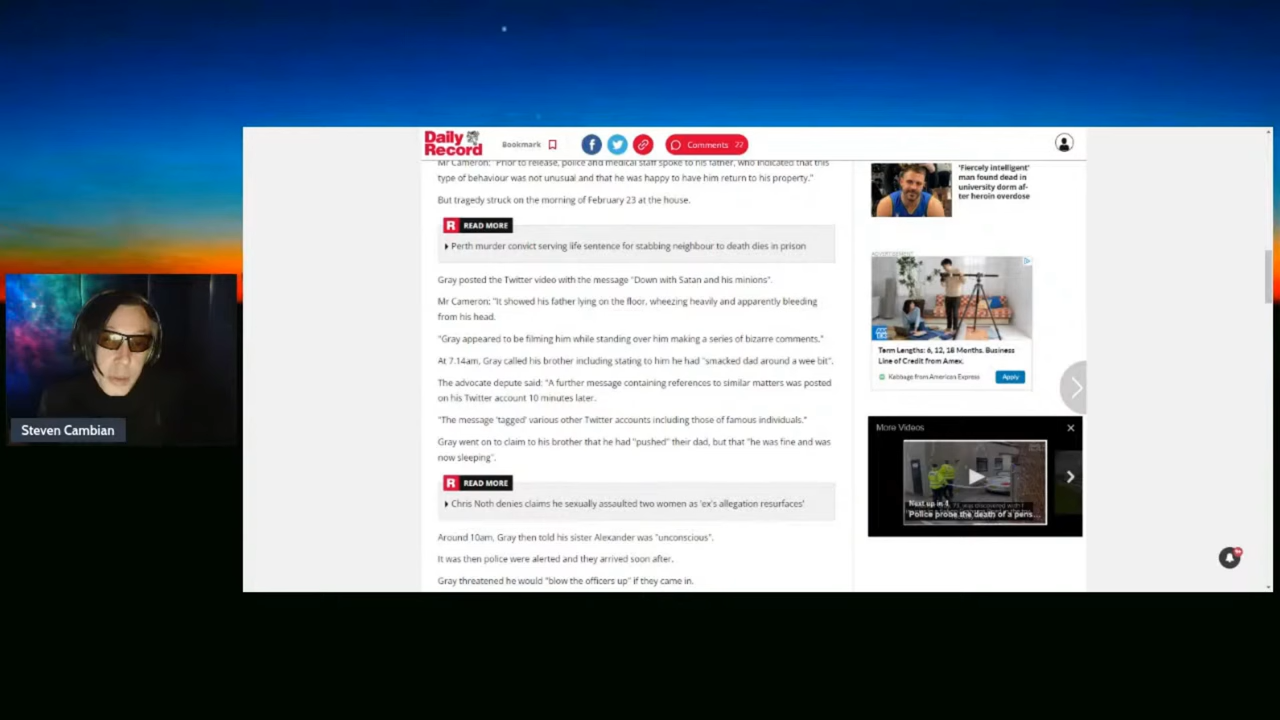 Daily
Record
Bookmark
Comments 77
Mr Cameron: "Prior to release, police and medical staff spoke to his father, who indicated that this
type of behaviour was not unusual and that he was happy to have him return to his property."
But tragedy struck on the morning of February 23 at the house.
R READ MORE
Perth murder convict serving life sentence for stabbing neighbour to death dies in prison
Gray posted the Twitter video with the message "Down with Satan and his minions".
Mr Cameron: "It showed his father lying on the floor, wheezing heavily and apparently bleeding
from his head.
"Gray appeared to be filming him while standing over him making a series of bizarre comments."
At 7.14am, Gray called his brother including stating to him he had "smacked dad around a wee bit".
The advocate depute said: "A further message containing references to similar matters was posted
on his Twitter account 10 minutes later.
"The message 'tagged' various other Twitter accounts including those of famous individuals."
Gray went on to claim to his brother that he had "pushed" their dad, but that "he was fine and was
now sleeping".
R READ MORE
Chris Noth denies claims he sexually assaulted two women as 'ex's allegation resurfaces'
Around 10am, Gray then told his sister Alexander was "unconscious".
It was then police were alerted and they arrived soon after.
Gray threatened he would "blow the officers up" if they came in.
'Fiercely intelligent'
man found dead in
university dorm af-
ter heroin overdose
ADVERTISEMENT
Term Lengths: 6, 12, 18 Months. Business
Line of Credit from Amex.
Kabbage from American Express
Apply
More Videos
Next up in 4
Police probe the death of a pens...
Steven Cambian